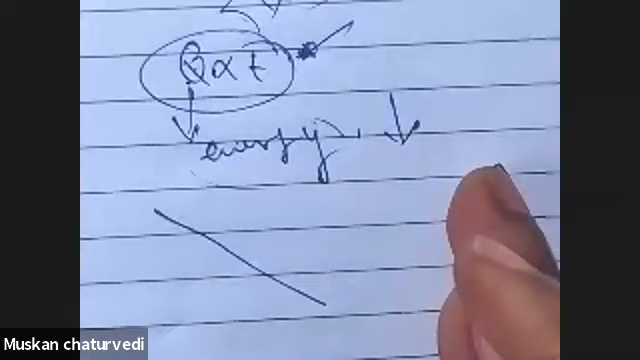 Q α t
energy
Muskan chaturvedi